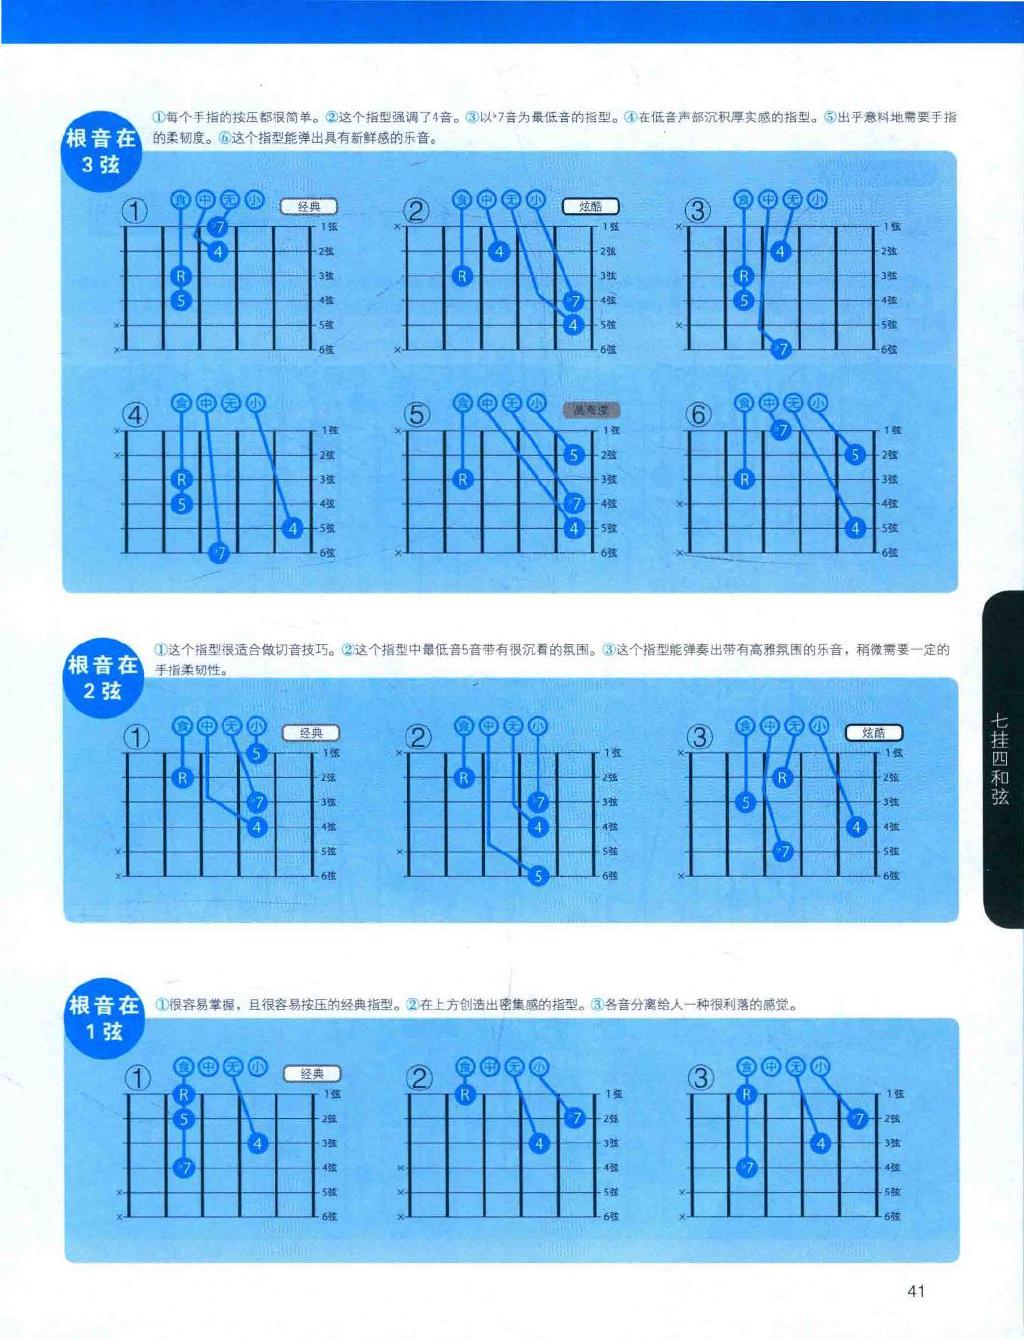 根音在
3 弦
①每个手指的按压都很简单。②这个指型强调了4音。③以♭7音为最低音的指型。④在低音声部沉积厚实感的指型。⑤出乎意料地需要手指
的柔韧度。⑥这个指型能弹出具有新鲜感的乐音。
① 食 中 无 小 经典
♭7 1弦
4 2弦
R 3弦
5 4弦
× 5弦
× 6弦
② 食 中 无 小 炫酷
× 1弦
4 2弦
R 3弦
♭7 4弦
4 5弦
× 6弦
③ 食 中 无 小
× 1弦
4 2弦
R 3弦
5 4弦
× 5弦
♭7 6弦
④ 食 中 无 小
× 1弦
× 2弦
R 3弦
5 4弦
4 5弦
♭7 6弦
⑤ 食 中 无 小 高难度
× 1弦
5 2弦
R 3弦
♭7 4弦
4 5弦
× 6弦
⑥ 食 中 无 小
♭7 1弦
5 2弦
R 3弦
× 4弦
4 5弦
× 6弦
根音在
2 弦
①这个指型很适合做切音技巧。②这个指型中最低音5音带有很沉着的氛围。③这个指型能弹奏出带有高雅氛围的乐音，稍微需要一定的
手指柔韧性。
① 食 中 无 小 经典
5 1弦
R 2弦
♭7 3弦
4 4弦
× 5弦
× 6弦
② 食 中 无 小
× 1弦
R 2弦
♭7 3弦
4 4弦
× 5弦
5 6弦
③ 食 中 无 小 炫酷
× 1弦
R 2弦
5 3弦
4 4弦
♭7 5弦
× 6弦
七挂四和弦
根音在
1 弦
①很容易掌握，且很容易按压的经典指型。②在上方创造出密集感的指型。③各音分离给人一种很利落的感觉。
① 食 中 无 小 经典
R 1弦
5 2弦
4 3弦
♭7 4弦
× 5弦
× 6弦
② 食 中 无 小
R 1弦
♭7 2弦
4 3弦
× 4弦
× 5弦
× 6弦
③ 食 中 无 小
R 1弦
♭7 2弦
4 3弦
♭7 4弦
× 5弦
× 6弦
41